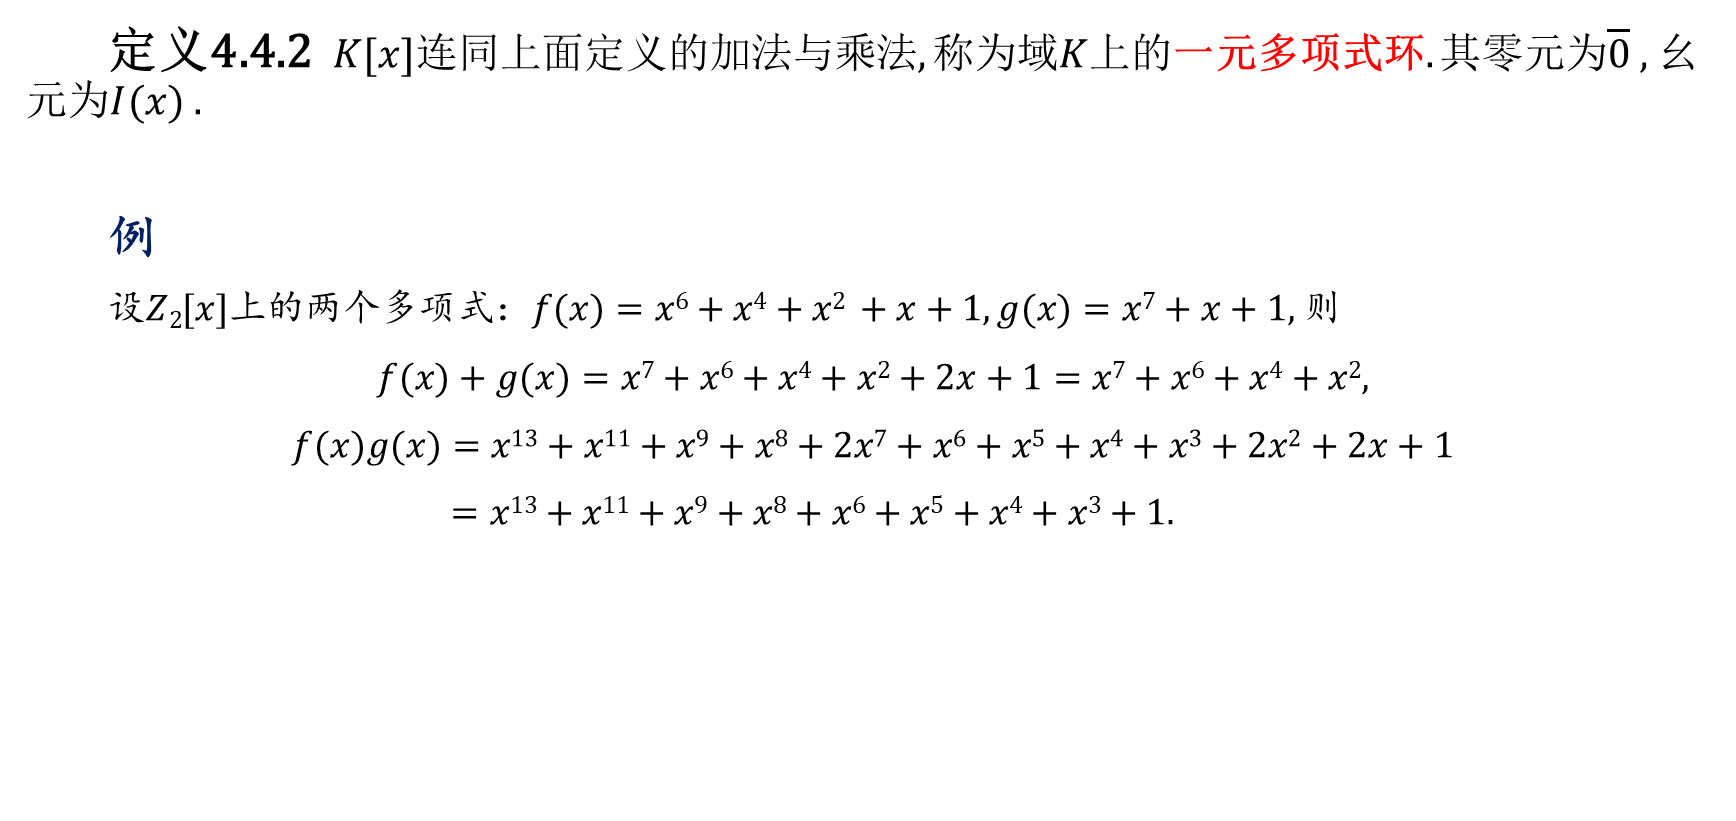 定义4.4.2 K[x]连同上面定义的加法与乘法, 称为域K上的一元多项式环. 其零元为0̅ , 幺
元为I(x) .
例
设Z₂[x]上的两个多项式: f(x) = x⁶ + x⁴ + x² + x + 1, g(x) = x⁷ + x + 1, 则
f(x) + g(x) = x⁷ + x⁶ + x⁴ + x² + 2x + 1 = x⁷ + x⁶ + x⁴ + x²,
f(x)g(x) = x¹³ + x¹¹ + x⁹ + x⁸ + 2x⁷ + x⁶ + x⁵ + x⁴ + x³ + 2x² + 2x + 1
= x¹³ + x¹¹ + x⁹ + x⁸ + x⁶ + x⁵ + x⁴ + x³ + 1.